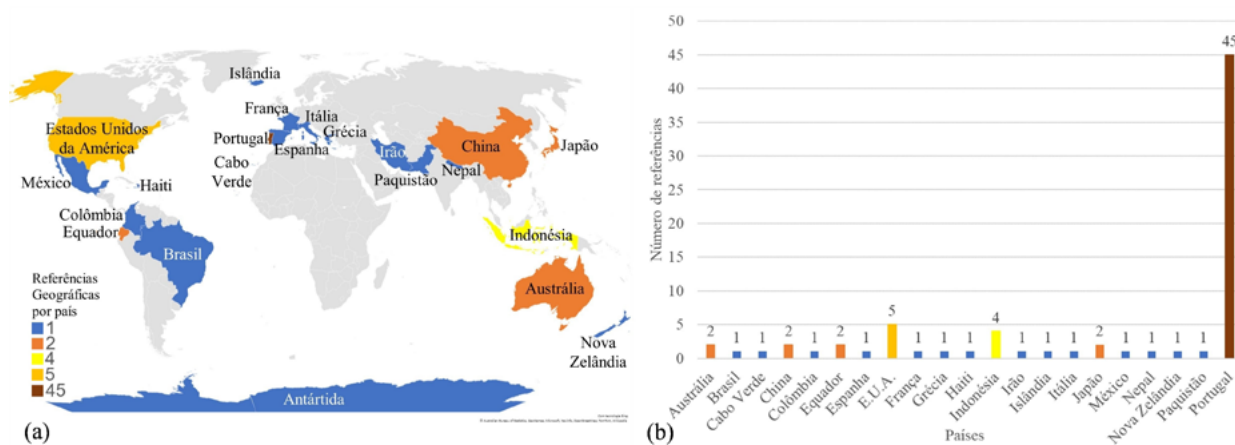 Islândia
França
Itália
Estados Unidos
da América
Portugal
Grécia
Espanha
China
Japão
Cabo
Verde
Irão
Nepal
México
Haiti
Paquistão
Colômbia
Equador
Indonésia
Brasil
Referências
Geográficas
por país
1
2
4
5
45
Austrália
Nova
Zelândia
Antártida
(a)
50
45
40
35
30
25
20
15
10
5
0
Número de referências
2
1
1
2
1
2
1
5
1
1
1
4
1
1
1
2
1
1
1
1
45
Austrália
Brasil
Cabo Verde
China
Colômbia
Equador
Espanha
E.U.A.
França
Grécia
Haiti
Indonésia
Irão
Islândia
Itália
Japão
México
Nepal
Nova Zelândia
Paquistão
Portugal
Países
(b)